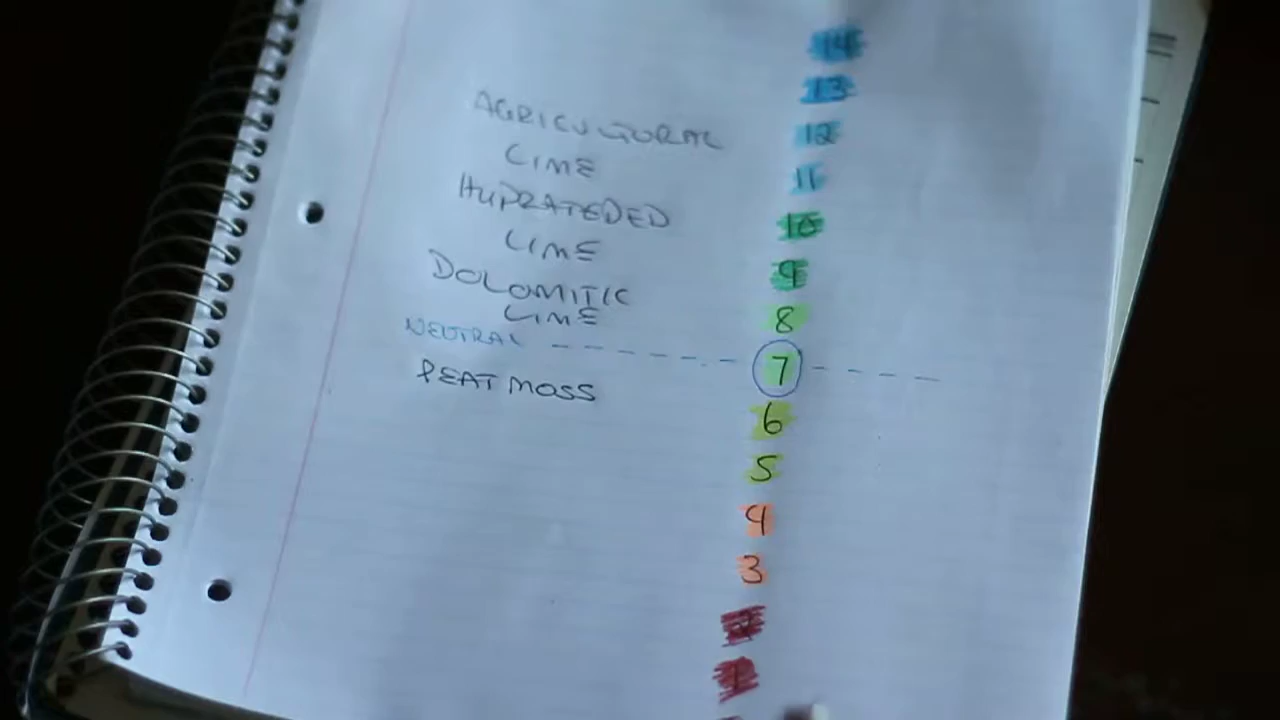 14
13
AGRICULTURAL 12
LIME 11
HYDRATEDED 10
LIME 9
DOLOMITIC
LIME 8
NEUTRAL 7
PEAT MOSS 6
5
4
3
2
1